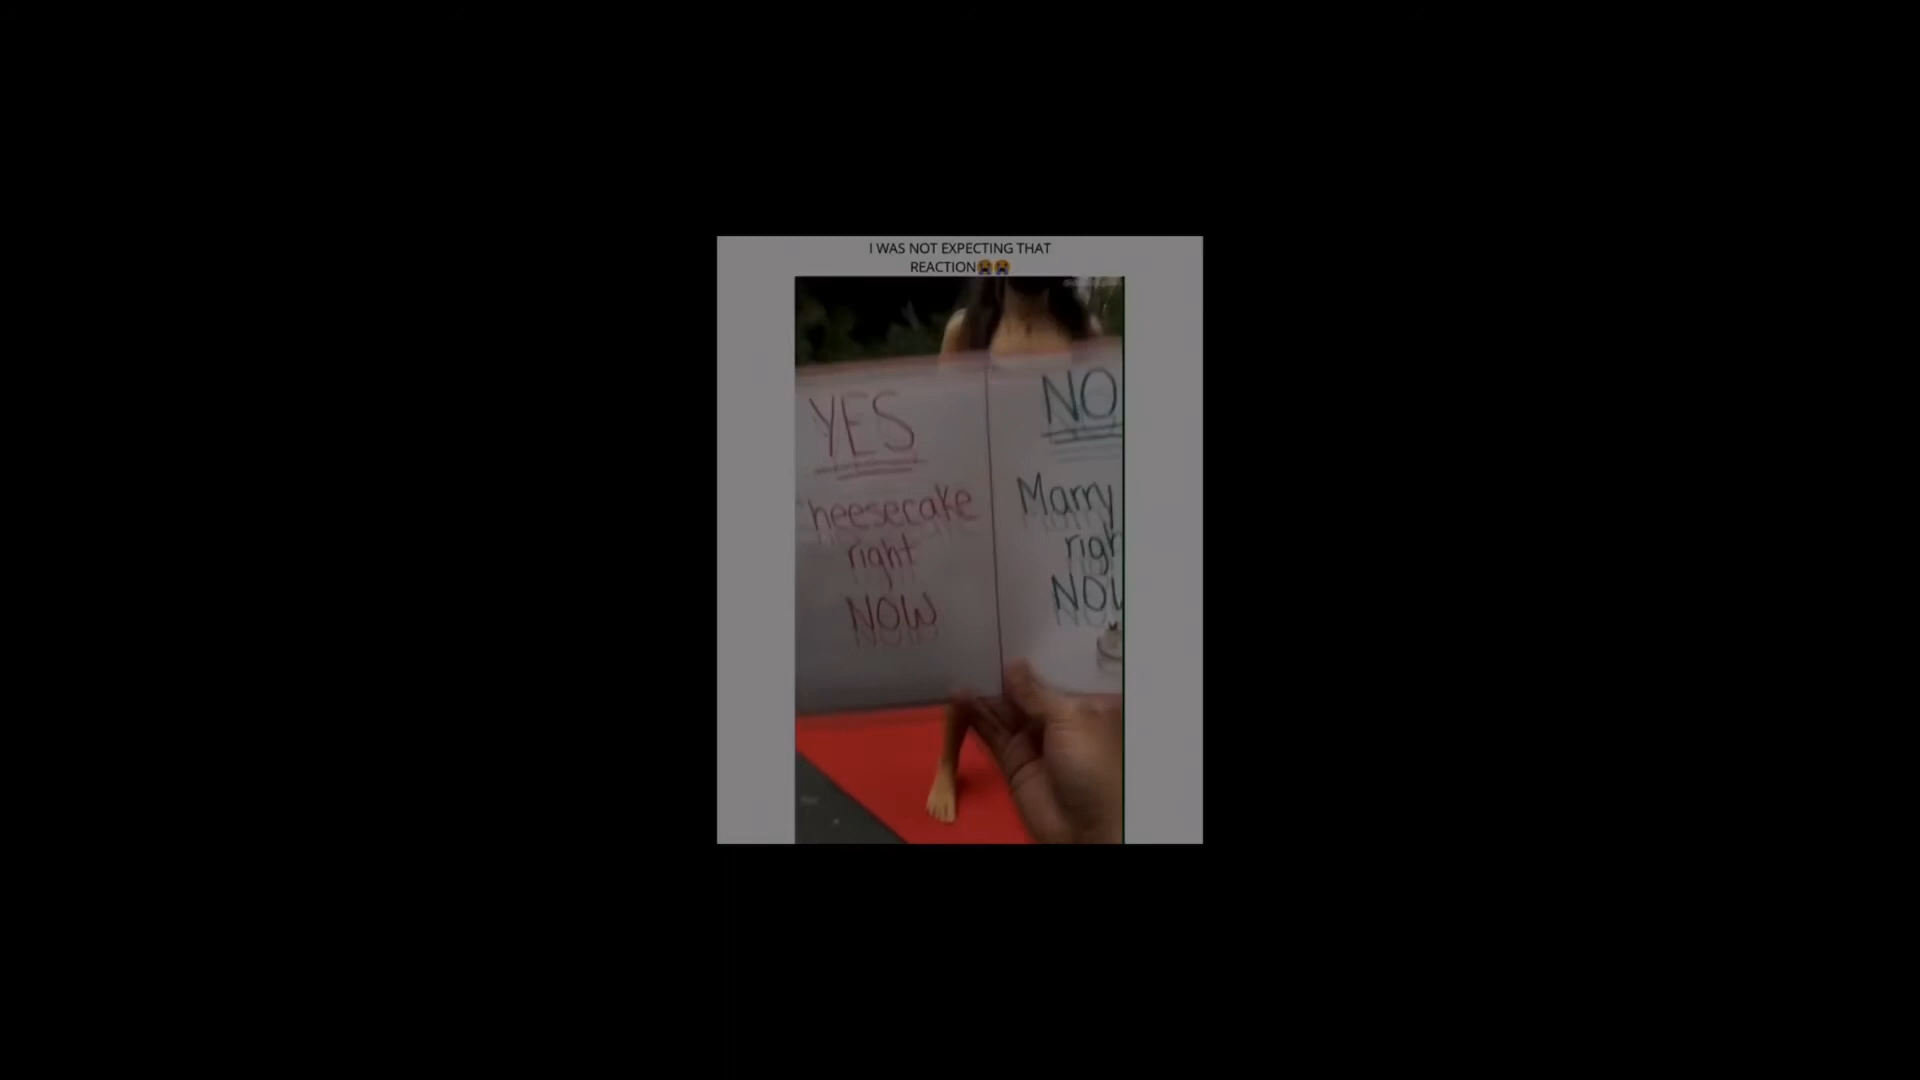 I WAS NOT EXPECTING THAT
REACTION😭😭
YES
heesecake
right
NOW
NO
Marry
righ
NOW